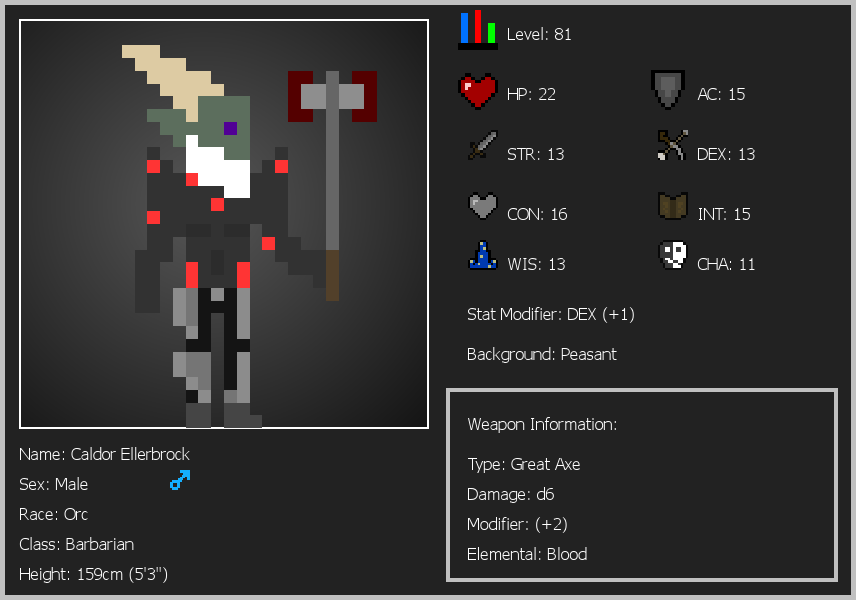 Level: 81
HP: 22
AC: 15
STR: 13
DEX: 13
CON: 16
INT: 15
WIS: 13
CHA: 11
Stat Modifier: DEX (+1)
Background: Peasant
Weapon Information:
Type: Great Axe
Damage: d6
Modifier: (+2)
Elemental: Blood
Name: Caldor Ellerbrock
Sex: Male
Race: Orc
Class: Barbarian
Height: 159cm (5'3")